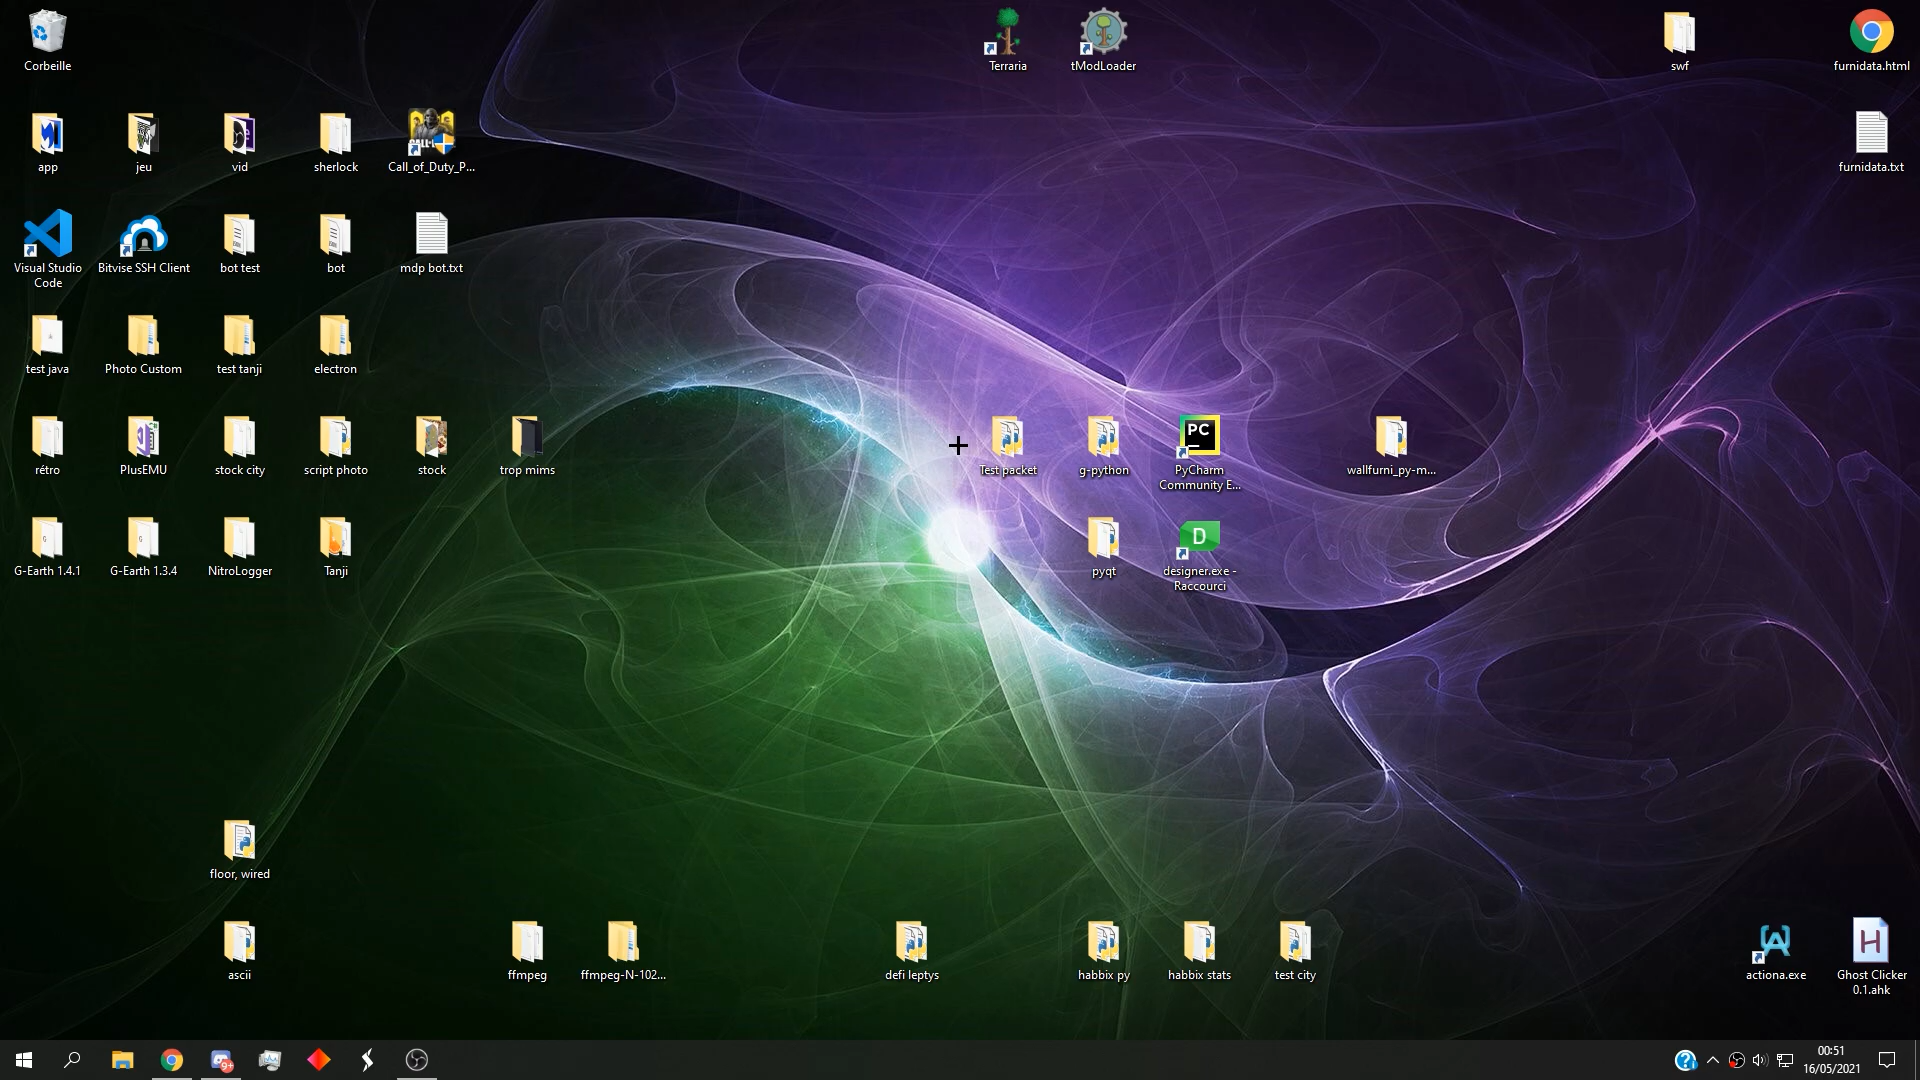 Corbeille
Terraria
tModLoader
swf
furnidata.html
app
jeu
vid
sherlock
Call_of_Duty_P...
furnidata.txt
Visual Studio
Code
Bitvise SSH Client
bot test
bot
mdp bot.txt
test java
Photo Custom
test tanji
electron
rétro
PlusEMU
stock city
script photo
stock
trop mims
Test packet
g-python
PC
PyCharm
Community E...
wallfurni_py-m...
G-Earth 1.4.1
G-Earth 1.3.4
NitroLogger
Tanji
pyqt
D
designer.exe -
Raccourci
floor, wired
ascii
ffmpeg
ffmpeg-N-102...
defi leptys
habbix py
habbix stats
test city
actiona.exe
H
Ghost Clicker
0.1.ahk
9+
00:51
16/05/2021